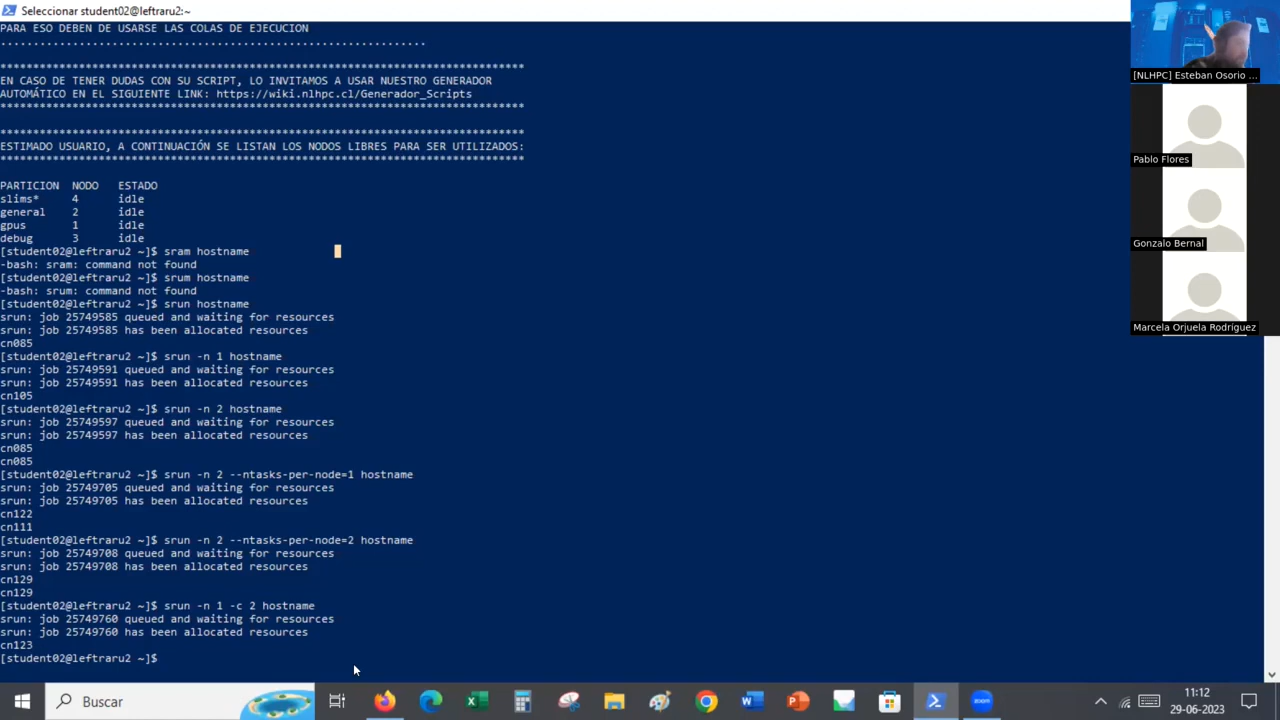 Seleccionar student02@leftraru2:~
PARA ESO DEBEN DE USARSE LAS COLAS DE EJECUCION
.................................................................
********************************************************************************
EN CASO DE TENER DUDAS CON SU SCRIPT, LO INVITAMOS A USAR NUESTRO GENERADOR
AUTOMÁTICO EN EL SIGUIENTE LINK: https://wiki.nlhpc.cl/Generador_Scripts
********************************************************************************
********************************************************************************
ESTIMADO USUARIO, A CONTINUACIÓN SE LISTAN LOS NODOS LIBRES PARA SER UTILIZADOS:
********************************************************************************
PARTICION NODO ESTADO
slims* 4 idle
general 2 idle
gpus 1 idle
debug 3 idle
[student02@leftraru2 ~]$ sram hostname
-bash: sram: command not found
[student02@leftraru2 ~]$ srum hostname
-bash: srum: command not found
[student02@leftraru2 ~]$ srun hostname
srun: job 25749585 queued and waiting for resources
srun: job 25749585 has been allocated resources
cn085
[student02@leftraru2 ~]$ srun -n 1 hostname
srun: job 25749591 queued and waiting for resources
srun: job 25749591 has been allocated resources
cn105
[student02@leftraru2 ~]$ srun -n 2 hostname
srun: job 25749597 queued and waiting for resources
srun: job 25749597 has been allocated resources
cn085
cn085
[student02@leftraru2 ~]$ srun -n 2 --ntasks-per-node=1 hostname
srun: job 25749705 queued and waiting for resources
srun: job 25749705 has been allocated resources
cn122
cn111
[student02@leftraru2 ~]$ srun -n 2 --ntasks-per-node=2 hostname
srun: job 25749708 queued and waiting for resources
srun: job 25749708 has been allocated resources
cn129
cn129
[student02@leftraru2 ~]$ srun -n 1 -c 2 hostname
srun: job 25749760 queued and waiting for resources
srun: job 25749760 has been allocated resources
cn123
[student02@leftraru2 ~]$
[NLHPC] Esteban Osorio ...
Pablo Flores
Gonzalo Bernal
Marcela Orjuela Rodríguez
Buscar
11:12
29-06-2023